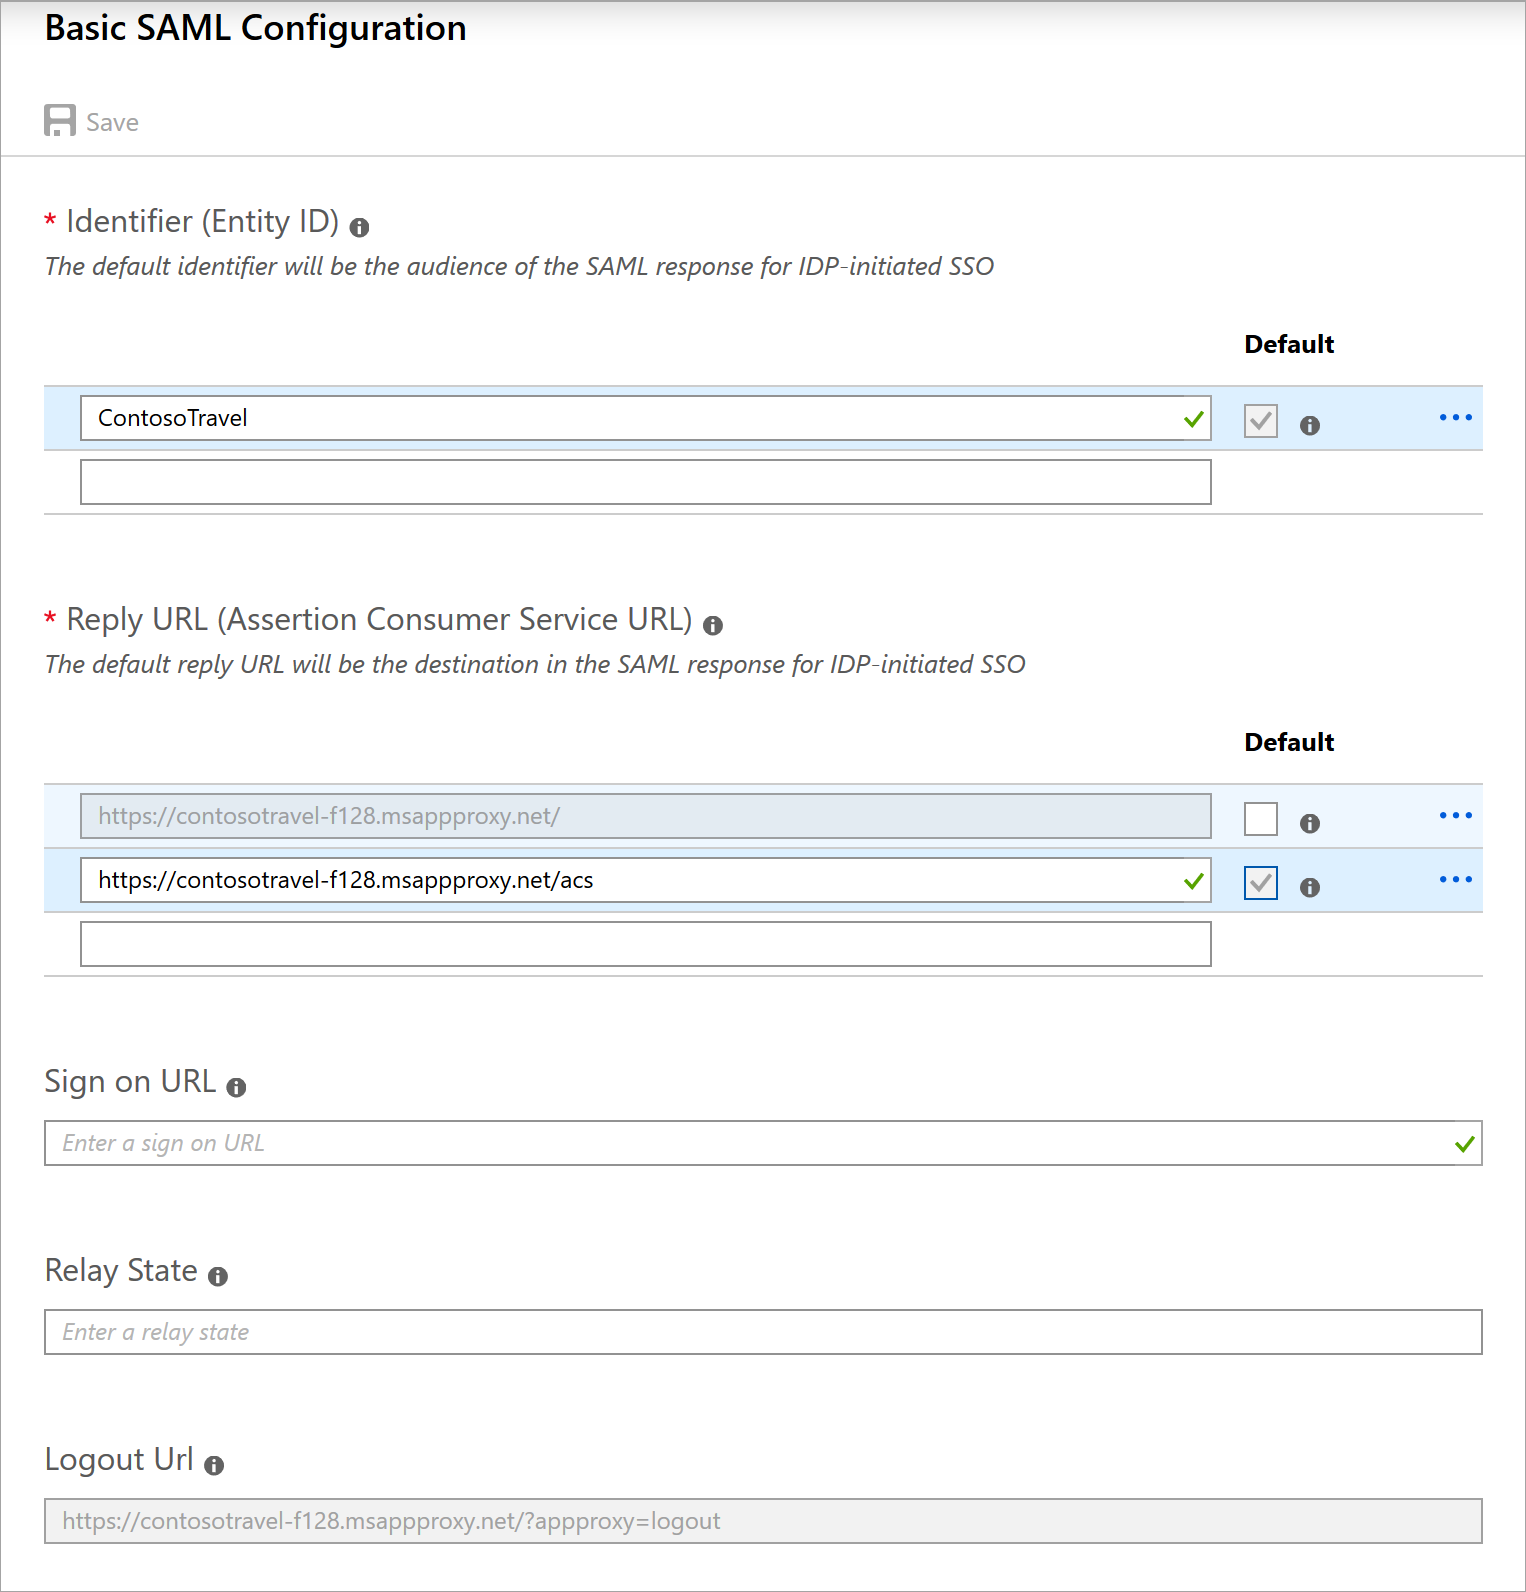 Basic SAML Configuration
Save
* Identifier (Entity ID)
The default identifier will be the audience of the SAML response for IDP-initiated SSO
Default
ContosoTravel
* Reply URL (Assertion Consumer Service URL)
The default reply URL will be the destination in the SAML response for IDP-initiated SSO
Default
https://contosotravel-f128.msappproxy.net/
https://contosotravel-f128.msappproxy.net/acs
Sign on URL
Enter a sign on URL
Relay State
Enter a relay state
Logout Url
https://contosotravel-f128.msappproxy.net/?appproxy=logout